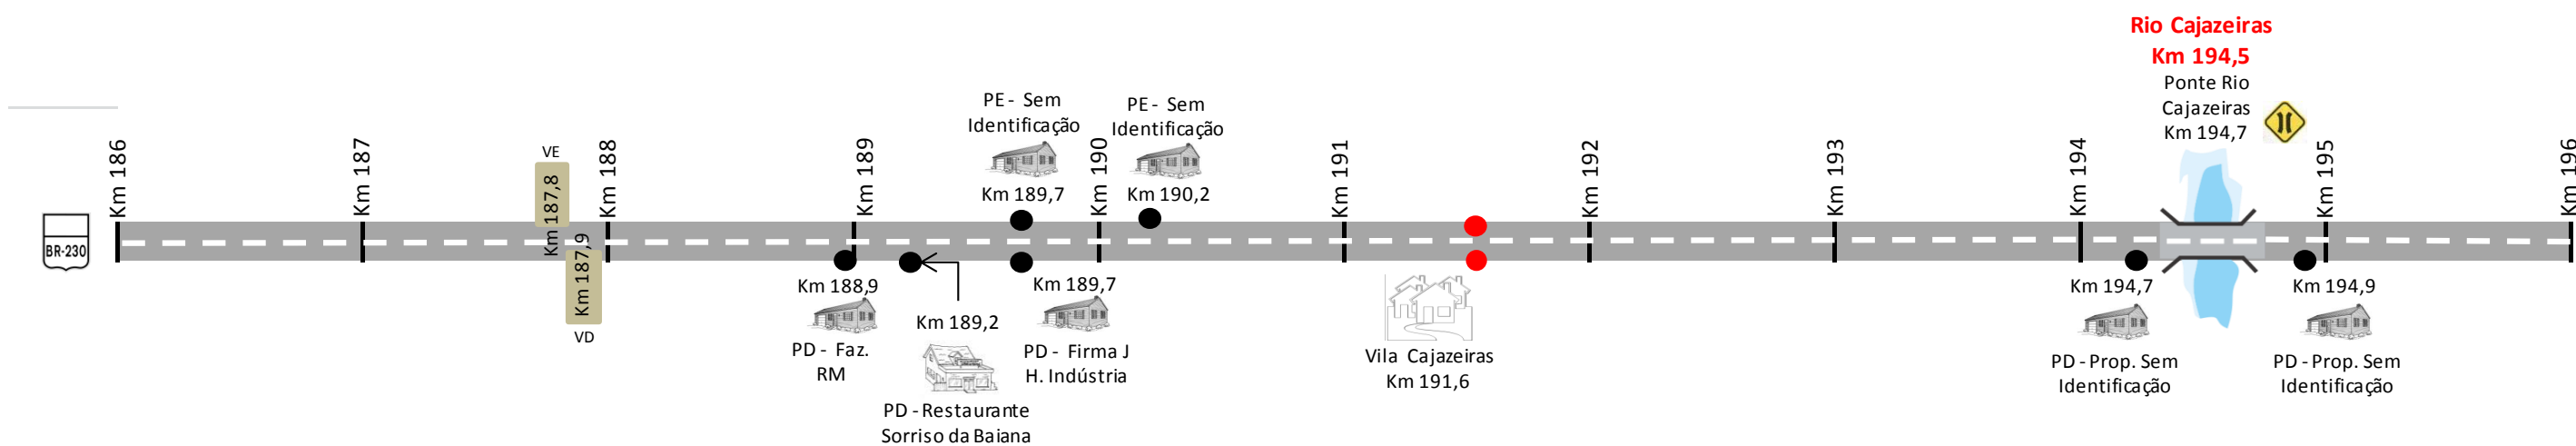 Rio Cajazeiras
Km 194,5
Ponte Rio
Cajazeiras
Km 194,7
PE - Sem
Identificação
Km 189,7
PE - Sem
Identificação
Km 190,2
BR-230
Km 186
Km 187
VE
Km 187,8
Km 187,9
VD
Km 188
Km 189
Km 190
Km 191
Km 192
Km 193
Km 194
Km 195
Km 196
Km 188,9
PD - Faz.
RM
Km 189,2
PD - Restaurante
Sorriso da Baiana
Km 189,7
PD - Firma J
H. Indústria
Vila Cajazeiras
Km 191,6
Km 194,7
PD - Prop. Sem
Identificação
Km 194,9
PD - Prop. Sem
Identificação